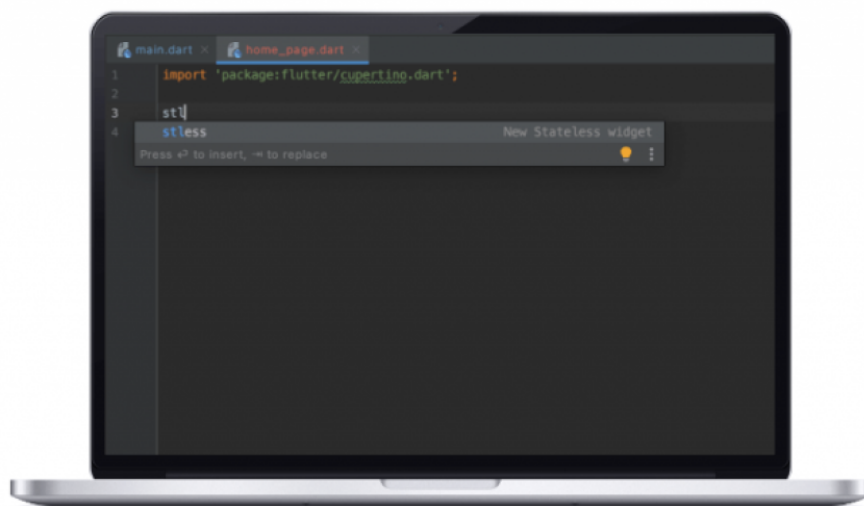 main.dart × home_page.dart ×
1 import 'package:flutter/cupertino.dart';
2
3 stl
4
stless New Stateless widget
Press ↵ to insert, ⇥ to replace